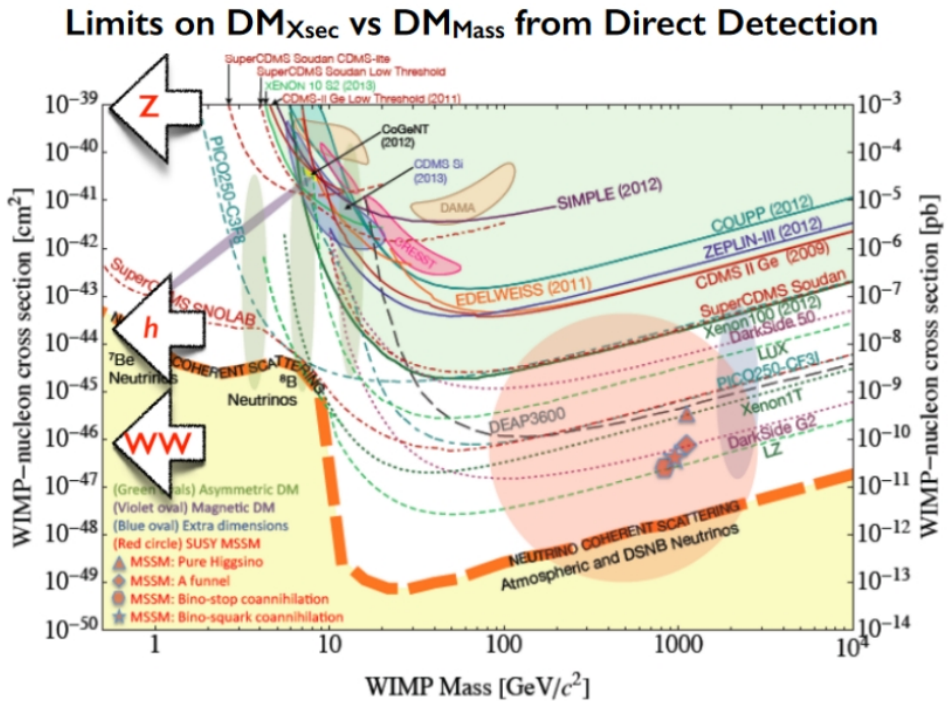 Limits on DMXsec vs DMMass from Direct Detection
SuperCDMS Soudan CDMS-lite
SuperCDMS Soudan Low Threshold
XENON 10 S2 (2013)
CDMS-II Ge Low Threshold (2011)
Z
h
WW
10−39
10−40
10−41
10−42
10−43
10−44
10−45
10−46
10−47
10−48
10−49
10−50
WIMP−nucleon cross section [cm2]
10−3
10−4
10−5
10−6
10−7
10−8
10−9
10−10
10−11
10−12
10−13
10−14
WIMP−nucleon cross section [pb]
PICO250-C3F8
CoGeNT
(2012)
CDMS Si
(2013)
DAMA
SIMPLE (2012)
CRESST
COUPP (2012)
ZEPLIN-III (2012)
CDMS II Ge (2009)
EDELWEISS (2011)
SuperCDMS Soudan
Xenon100 (2012)
DarkSide 50
LUX
PICO250-CF3I
Xenon1T
DarkSide G2
LZ
DEAP3600
SuperCDMS SNOLAB
COHERENT SCATTERING
7Be
Neutrinos
8B
Neutrinos
NEUTRINO COHERENT SCATTERING
Atmospheric and DSNB Neutrinos
(Green ovals) Asymmetric DM
(Violet oval) Magnetic DM
(Blue oval) Extra dimensions
(Red circle) SUSY MSSM
MSSM: Pure Higgsino
MSSM: A funnel
MSSM: Bino-stop coannihilation
MSSM: Bino-squark coannihilation
1
10
100
1000
104
WIMP Mass [GeV/c2]